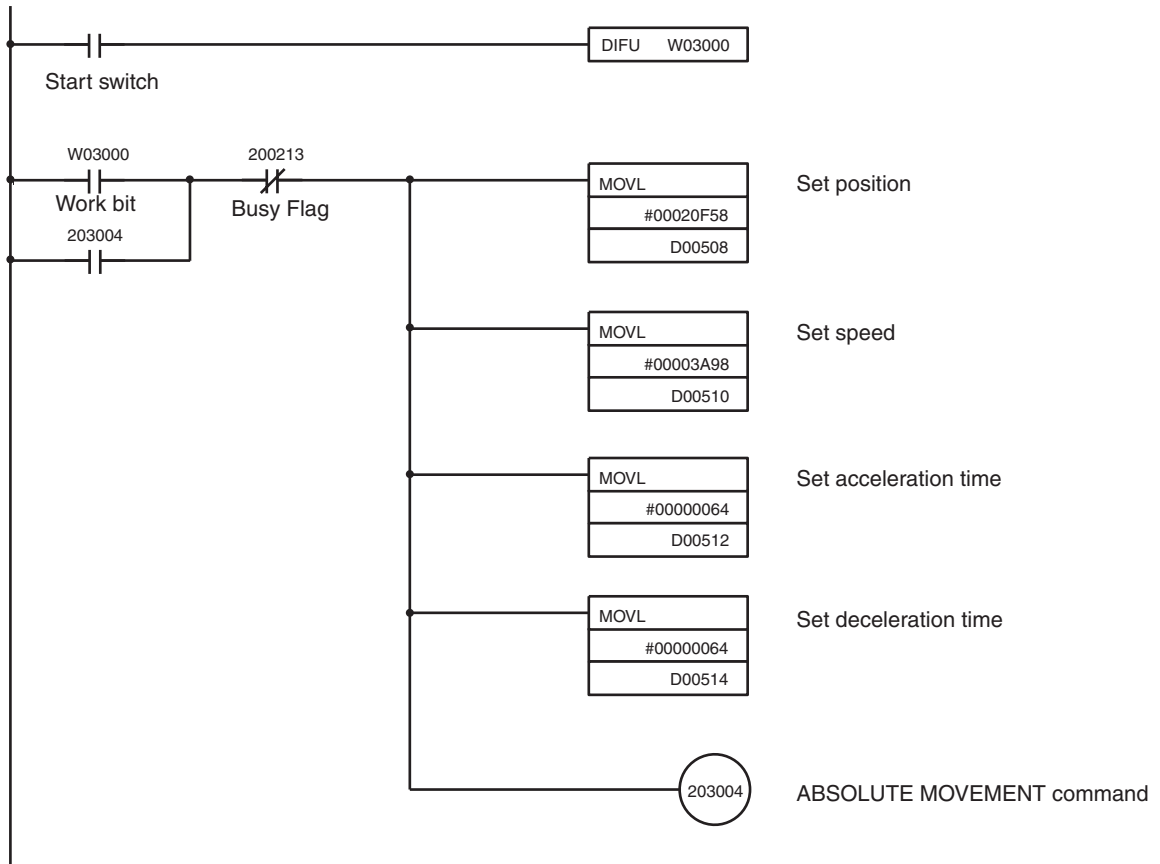 DIFU W03000
Start switch
W03000
200213
Work bit
Busy Flag
203004
MOVL
#00020F58
D00508
Set position
MOVL
#00003A98
D00510
Set speed
MOVL
#00000064
D00512
Set acceleration time
MOVL
#00000064
D00514
Set deceleration time
203004
ABSOLUTE MOVEMENT command